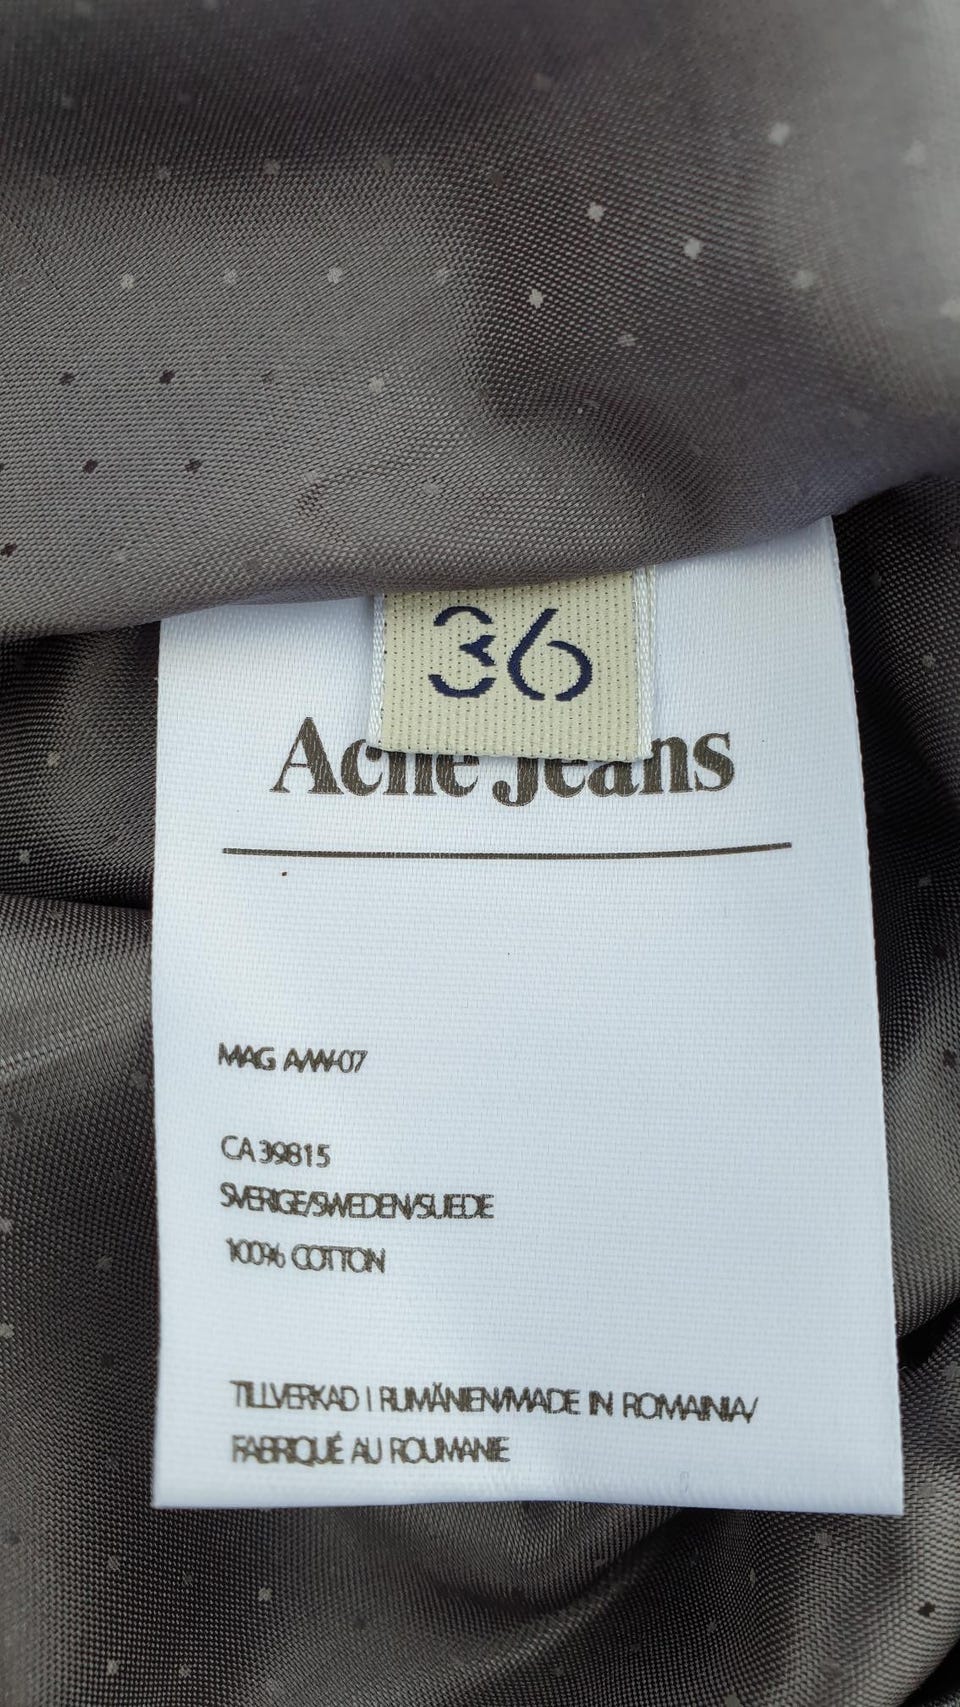 36
Acne Jeans
MAG A/W-07
CA 39815
SVERIGE/SWEDEN/SUEDE
100% COTTON
TILLVERKAD I RUMÄNIEN/MADE IN ROMAINIA/
FABRIQUÉ AU ROUMANIE